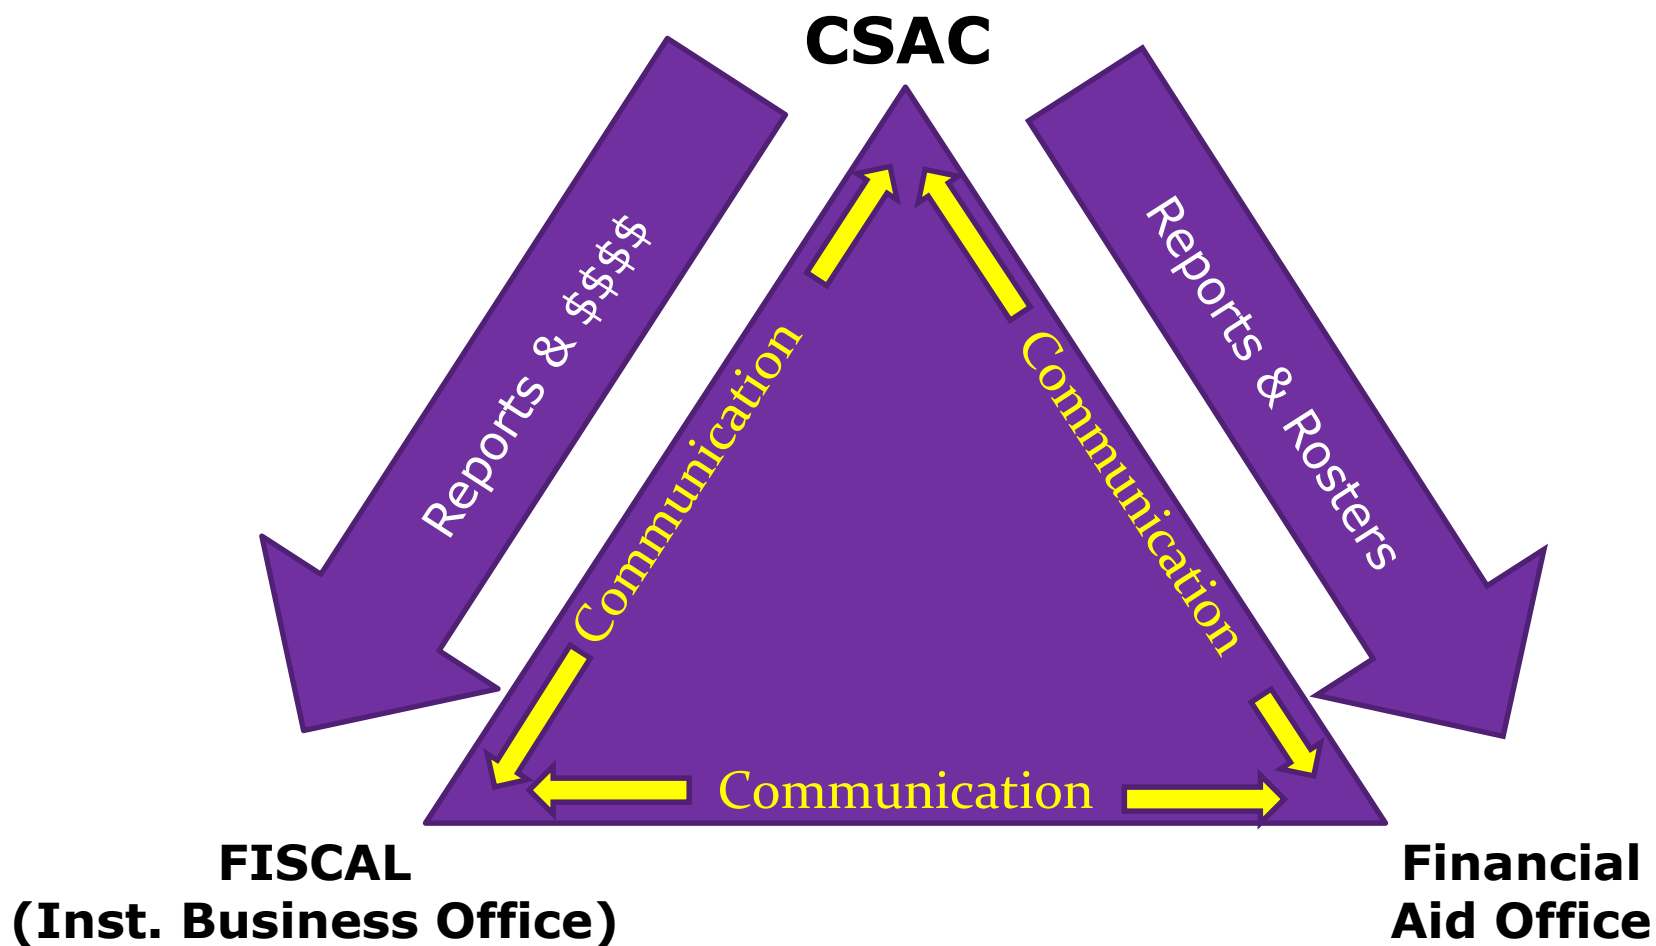 CSAC
Reports & $$$$
Reports & Rosters
Communication
Communication
Communication
FISCAL
(Inst. Business Office)
Financial
Aid Office